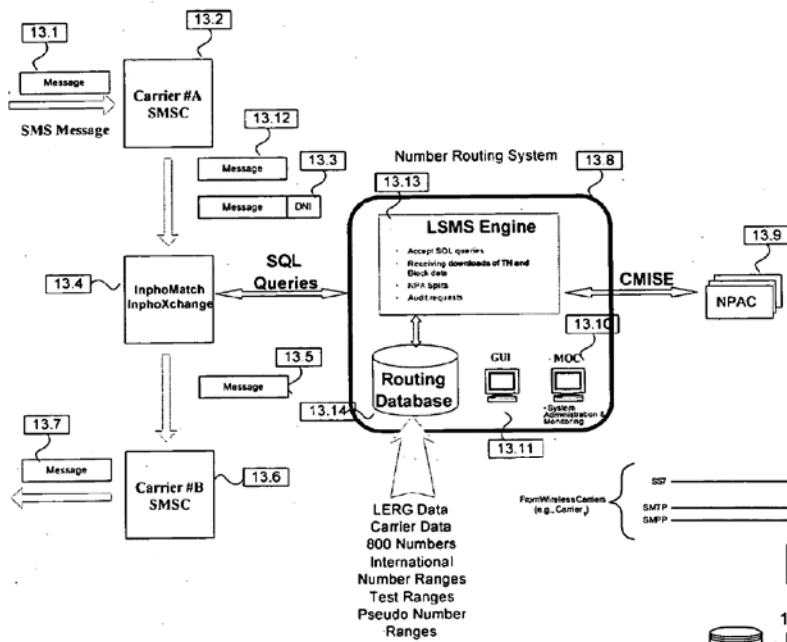 13.1
13.2
Message
Carrier #A
SMSC
SMS Message
13.12
Message
13.3
Message DNI
Number Routing System
13.8
13.13
LSMS Engine
· Accept SQL queries
· Receiving downloads of TN and
Block data
· NPA Splits
· Audit requests
13.4
InphoMatch
InphoXchange
SQL
Queries
CMISE
13.9
NPAC
13.10
GUI
MOC
13.5
Message
Routing
Database
-System
Administration &
Monitoring
13.14
13.11
13.7
Message
Carrier #B
SMSC
13.6
LERG Data
Carrier Data
800 Numbers
International
Number Ranges
Test Ranges
Pseudo Number
Ranges
From Wireless Carriers
(e.g., Carrier
SS7
SMTP
SMPP
1